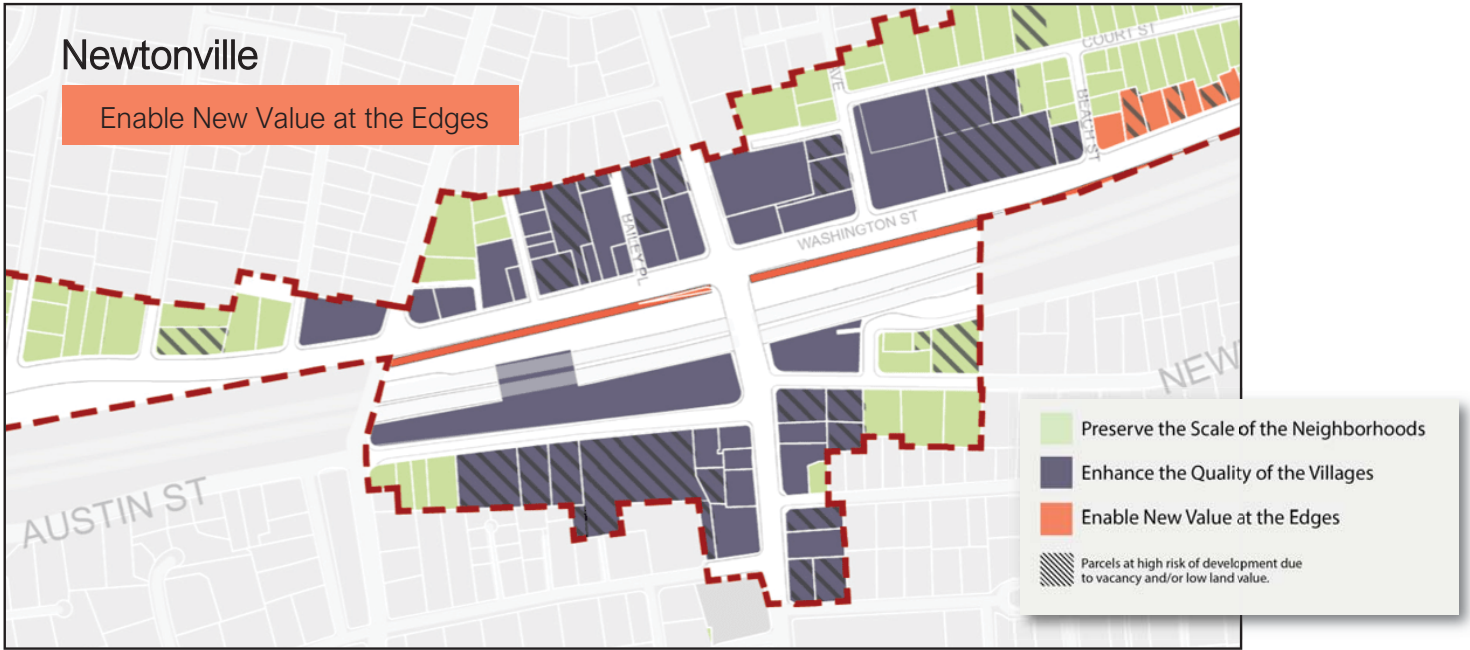 Newtonville
Enable New Value at the Edges
COURT ST
VE
BEACH ST
BAILEY PL
WASHINGTON ST
NEW
AUSTIN ST
Preserve the Scale of the Neighborhoods
Enhance the Quality of the Villages
Enable New Value at the Edges
Parcels at high risk of development due
to vacancy and/or low land value.